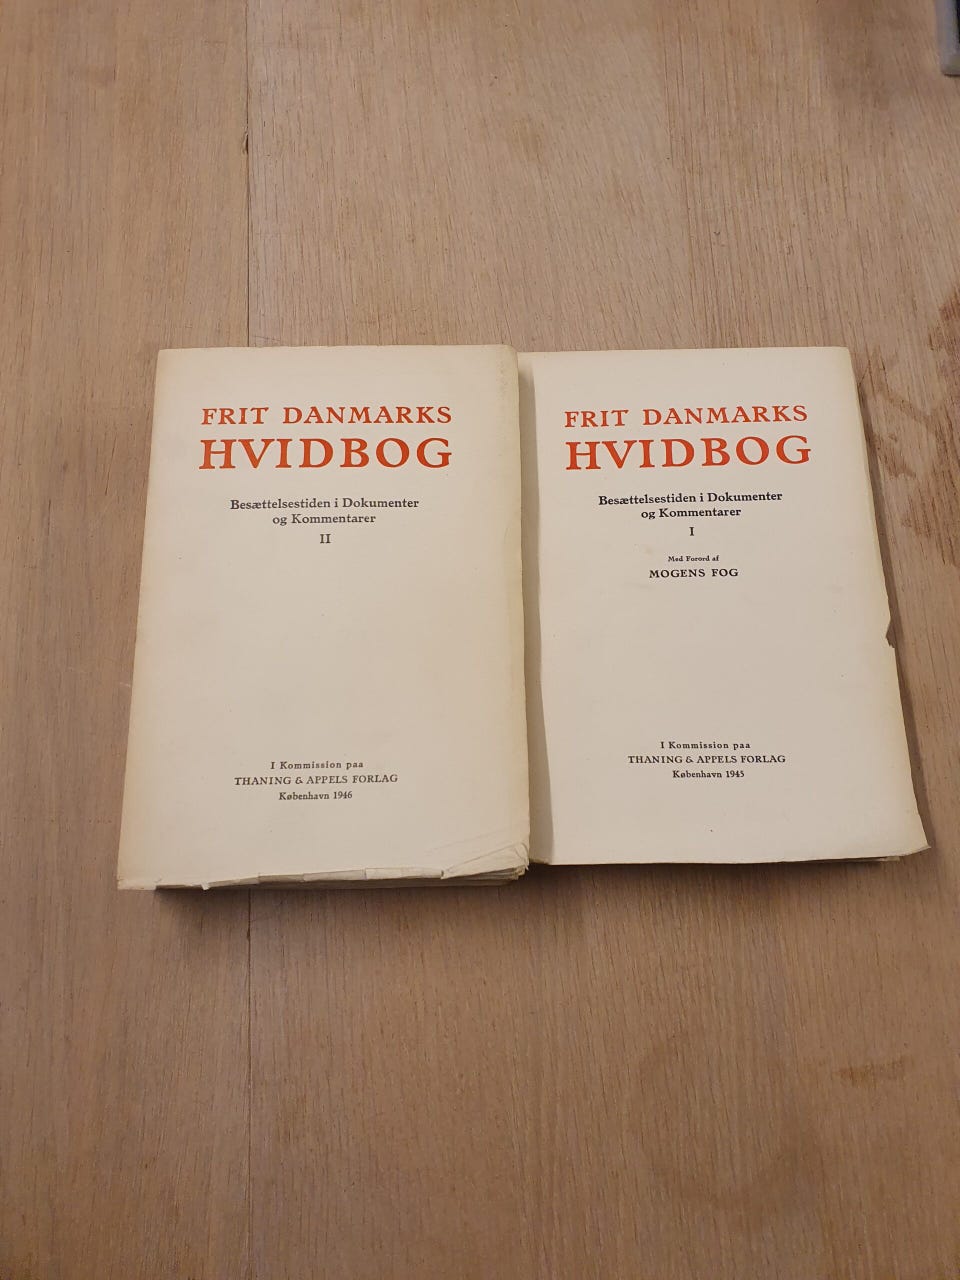 FRIT DANMARKS
HVIDBOG
Besættelsestiden i Dokumenter
og Kommentarer
II
I Kommission paa
THANING & APPELS FORLAG
København 1946
FRIT DANMARKS
HVIDBOG
Besættelsestiden i Dokumenter
og Kommentarer
I
Med Forord af
MOGENS FOG
I Kommission paa
THANING & APPELS FORLAG
København 1945